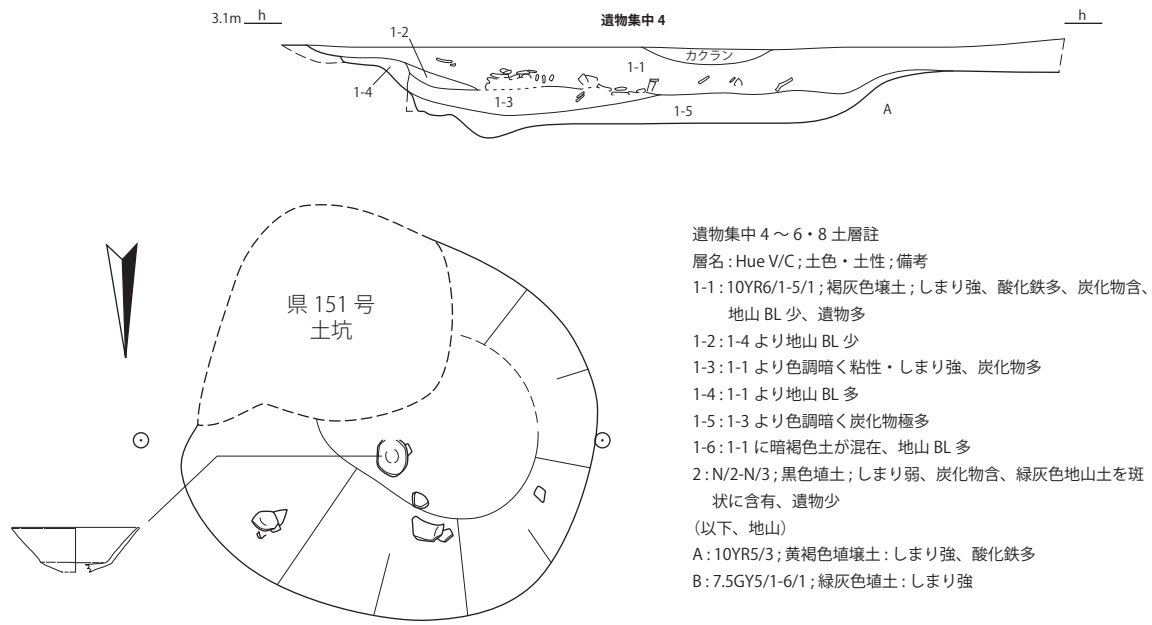 3.1m h 遺物集中 4 h
1-2
カクラン
1-1
1-4
1-3
1-5
A
県 151 号
土坑
遺物集中 4 ～ 6・8 土層註
層名 : Hue V/C ; 土色・土性 ; 備考
1-1 : 10YR6/1-5/1 ; 褐灰色壌土 ; しまり強、酸化鉄多、炭化物含、
地山 BL 少、遺物多
1-2 : 1-4 より地山 BL 少
1-3 : 1-1 より色調暗く粘性・しまり強、炭化物多
1-4 : 1-1 より地山 BL 多
1-5 : 1-3 より色調暗く炭化物極多
1-6 : 1-1 に暗褐色土が混在、地山 BL 多
2 : N/2-N/3 ; 黒色埴土 ; しまり弱、炭化物含、緑灰色地山土を斑
状に含有、遺物少
（以下、地山）
A : 10YR5/3 ; 黄褐色埴壌土 : しまり強、酸化鉄多
B : 7.5GY5/1-6/1 ; 緑灰色埴土 : しまり強